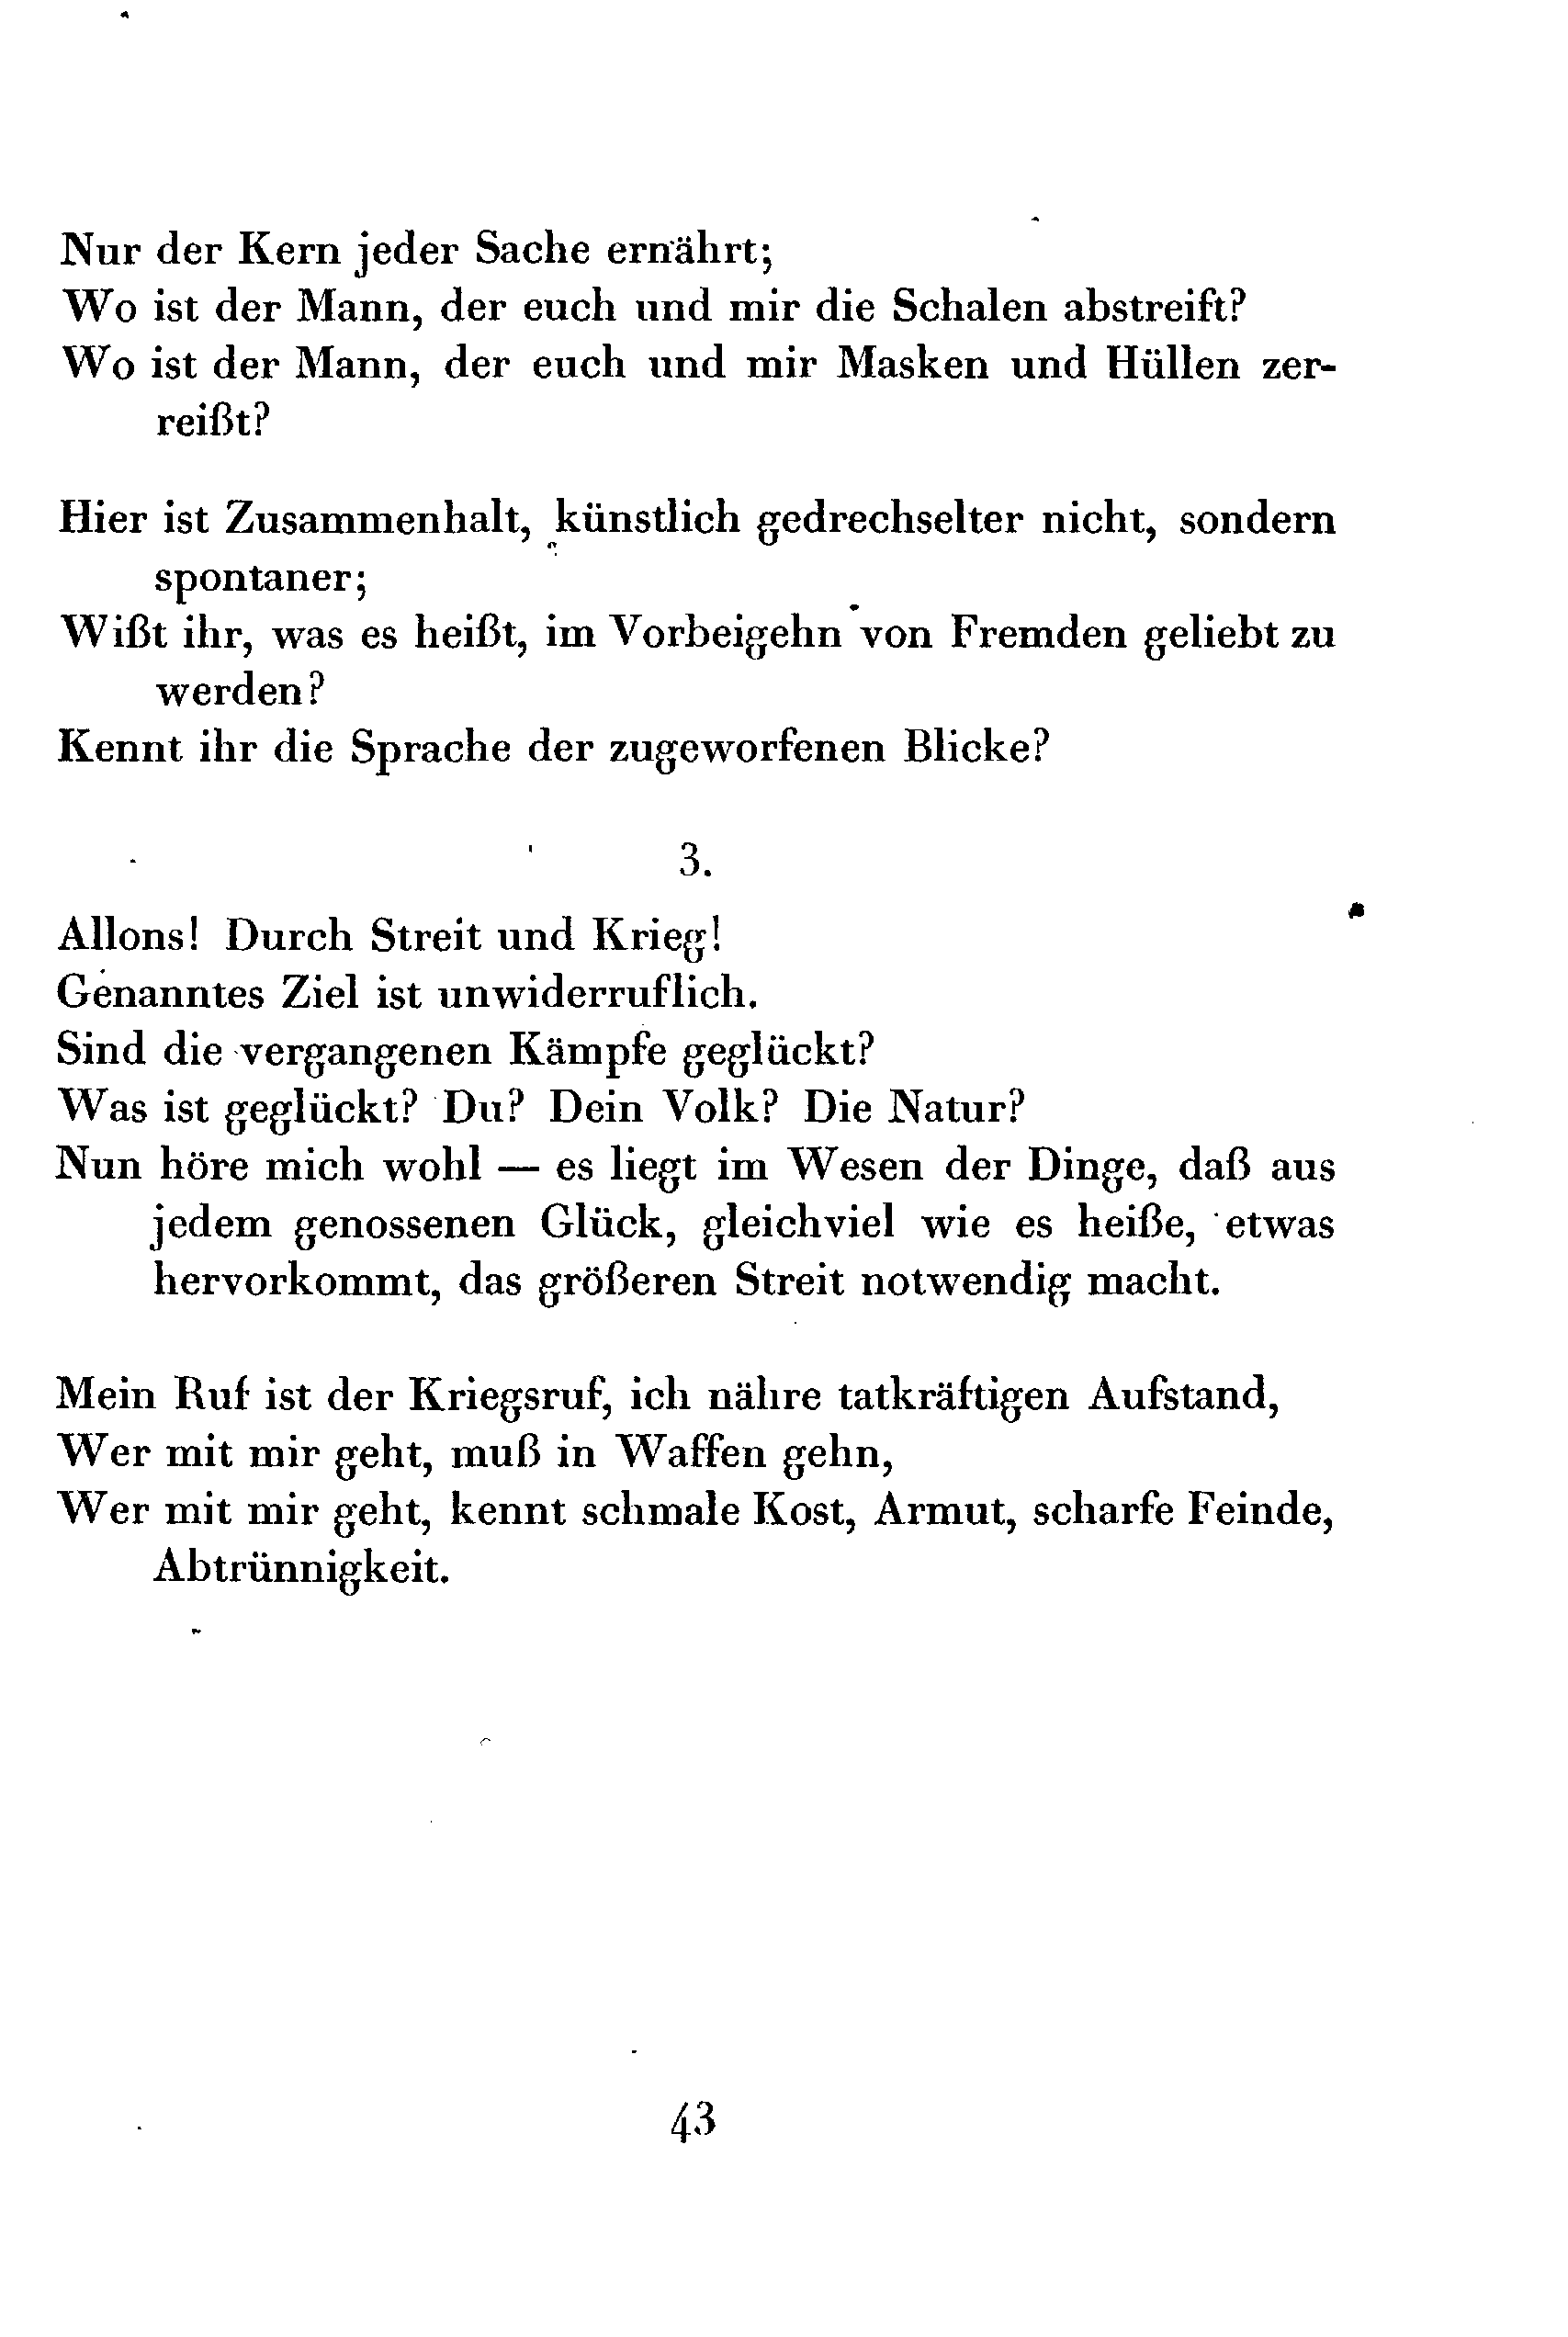 Nur der Kern jeder Sache ernährt;
Wo ist der Mann, der euch und mir die Schalen abstreift?
Wo ist der Mann, der euch und mir Masken und Hüllen zer-
reißt?
Hier ist Zusammenhalt, künstlich gedrechselter nicht, sondern
spontaner;
Wißt ihr, was es heißt, im Vorbeigehn von Fremden geliebt zu
werden?
Kennt ihr die Sprache der zugeworfenen Blicke?
3.
Allons! Durch Streit und Krieg!
Genanntes Ziel ist unwiderruflich.
Sind die vergangenen Kämpfe geglückt?
Was ist geglückt? Du? Dein Volk? Die Natur?
Nun höre mich wohl — es liegt im Wesen der Dinge, daß aus
jedem genossenen Glück, gleichviel wie es heiße, etwas
hervorkommt, das größeren Streit notwendig macht.
Mein Ruf ist der Kriegsruf, ich nähre tatkräftigen Aufstand,
Wer mit mir geht, muß in Waffen gehn,
Wer mit mir geht, kennt schmale Kost, Armut, scharfe Feinde,
Abtrünnigkeit.
43